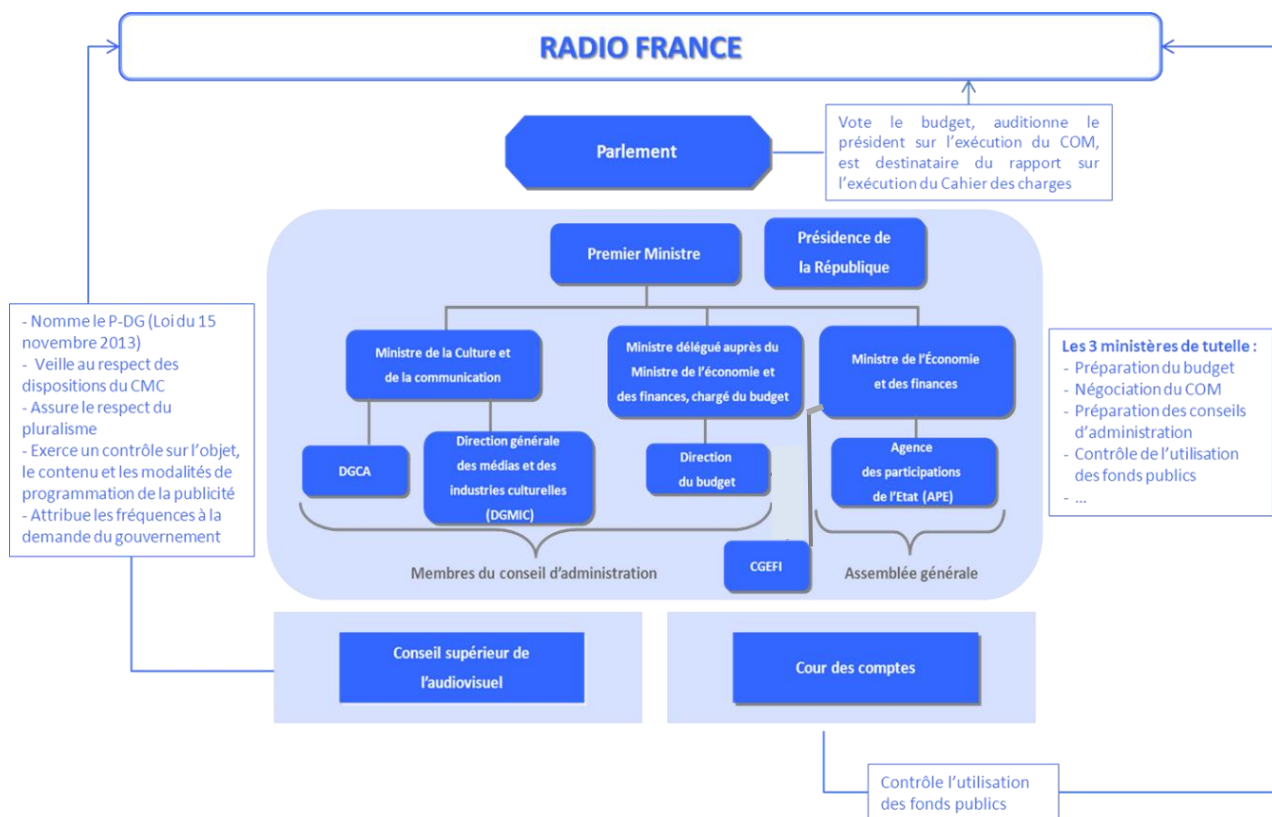 RADIO FRANCE
Vote le budget, auditionne le
président sur l'exécution du COM,
est destinataire du rapport sur
l'exécution du Cahier des charges
Parlement
Premier Ministre
Présidence de
la République
- Nomme le P-DG (Loi du 15
novembre 2013)
- Veille au respect des
dispositions du CMC
- Assure le respect du
pluralisme
- Exerce un contrôle sur l'objet,
le contenu et les modalités de
programmation de la publicité
- Attribue les fréquences à la
demande du gouvernement
Ministre de la Culture et
de la communication
Ministre délégué auprès du
Ministre de l'économie et
des finances, chargé du budget
Ministre de l'Économie
et des finances
Les 3 ministères de tutelle :
- Préparation du budget
- Négociation du COM
- Préparation des conseils
d'administration
- Contrôle de l'utilisation
des fonds publics
- ...
DGCA
Direction générale
des médias et des
industries culturelles
(DGMIC)
Direction
du budget
Agence
des participations
de l'Etat (APE)
Membres du conseil d'administration
CGEFI
Assemblée générale
Conseil supérieur de
l'audiovisuel
Cour des comptes
Contrôle l'utilisation
des fonds publics